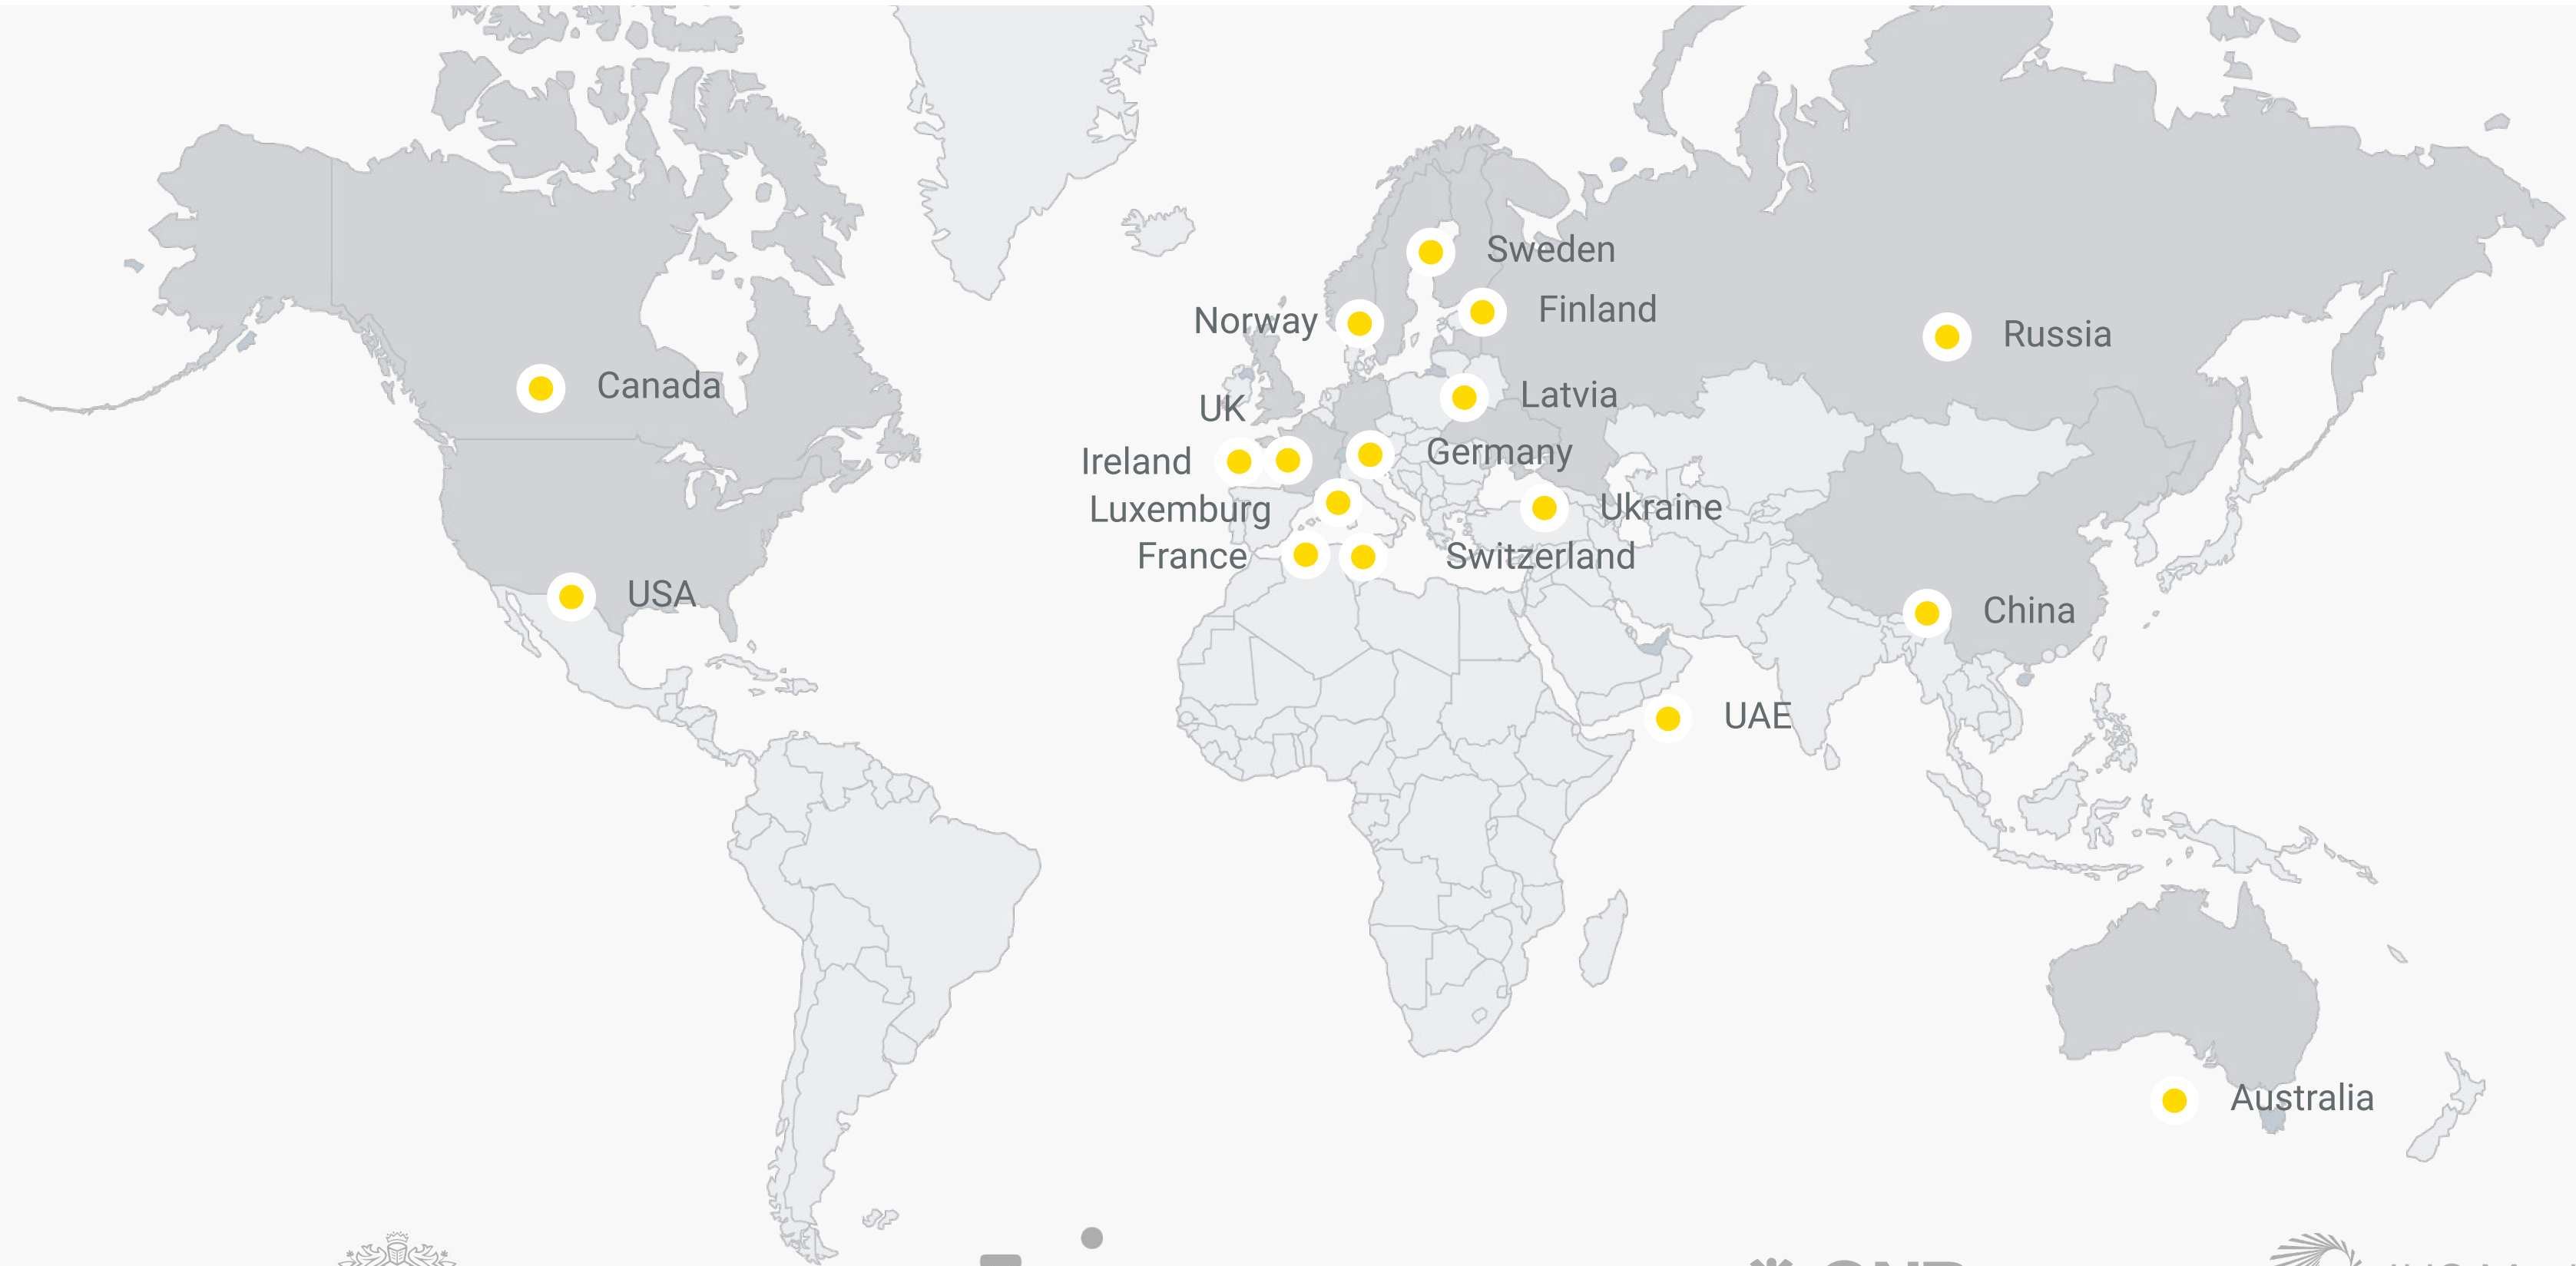 Sweden
Finland
Norway
Russia
Canada
Latvia
UK
Germany
Ireland
Luxemburg
Ukraine
France
Switzerland
USA
China
UAE
Australia